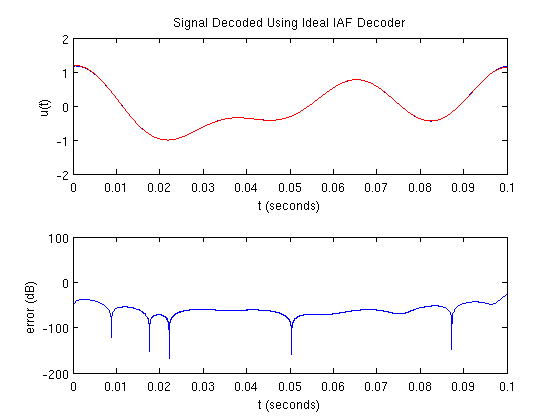 Signal Decoded Using Ideal IAF Decoder
2
1
0
-1
-2
u(t)
0 0.01 0.02 0.03 0.04 0.05 0.06 0.07 0.08 0.09 0.1
t (seconds)
100
0
-100
-200
error (dB)
0 0.01 0.02 0.03 0.04 0.05 0.06 0.07 0.08 0.09 0.1
t (seconds)